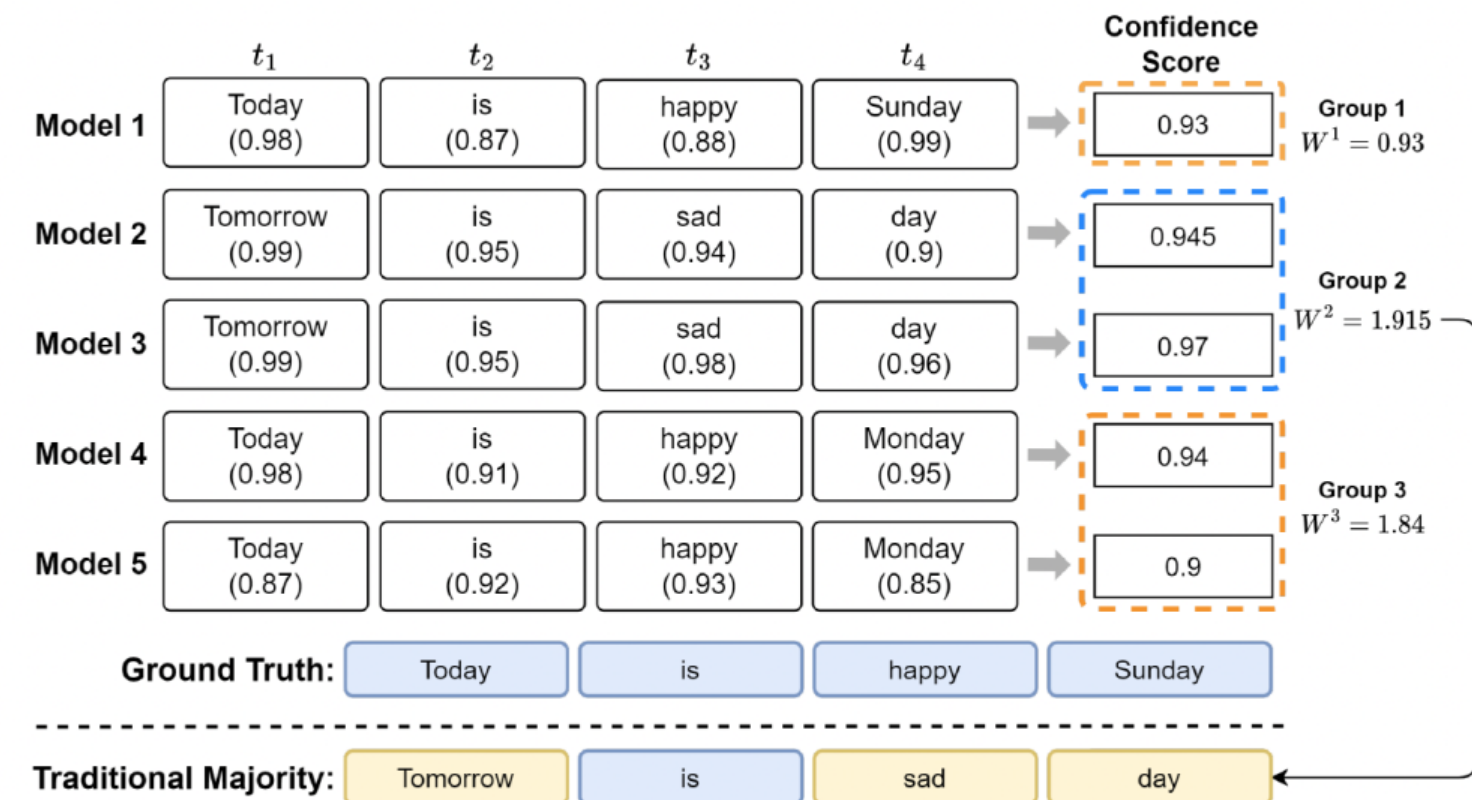 Confidence
Score
t₁ t₂ t₃ t₄
Model 1
Today
(0.98)
is
(0.87)
happy
(0.88)
Sunday
(0.99)
0.93
Group 1
W¹ = 0.93
Model 2
Tomorrow
(0.99)
is
(0.95)
sad
(0.94)
day
(0.9)
0.945
Group 2
W² = 1.915
Model 3
Tomorrow
(0.99)
is
(0.95)
sad
(0.98)
day
(0.96)
0.97
Model 4
Today
(0.98)
is
(0.91)
happy
(0.92)
Monday
(0.95)
0.94
Group 3
W³ = 1.84
Model 5
Today
(0.87)
is
(0.92)
happy
(0.93)
Monday
(0.85)
0.9
Ground Truth: Today is happy Sunday
Traditional Majority: Tomorrow is sad day